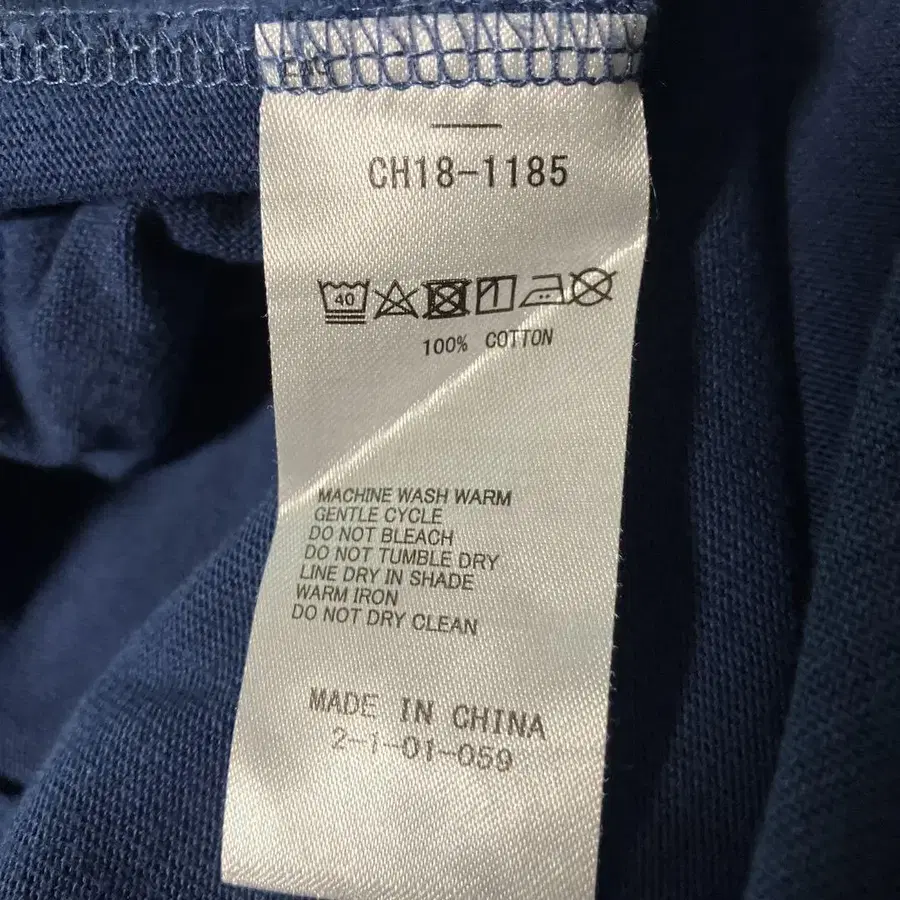 CH18-1185
40
100% COTTON
MACHINE WASH WARM
GENTLE CYCLE
DO NOT BLEACH
DO NOT TUMBLE DRY
LINE DRY IN SHADE
WARM IRON
DO NOT DRY CLEAN
MADE IN CHINA
2-1-01-059